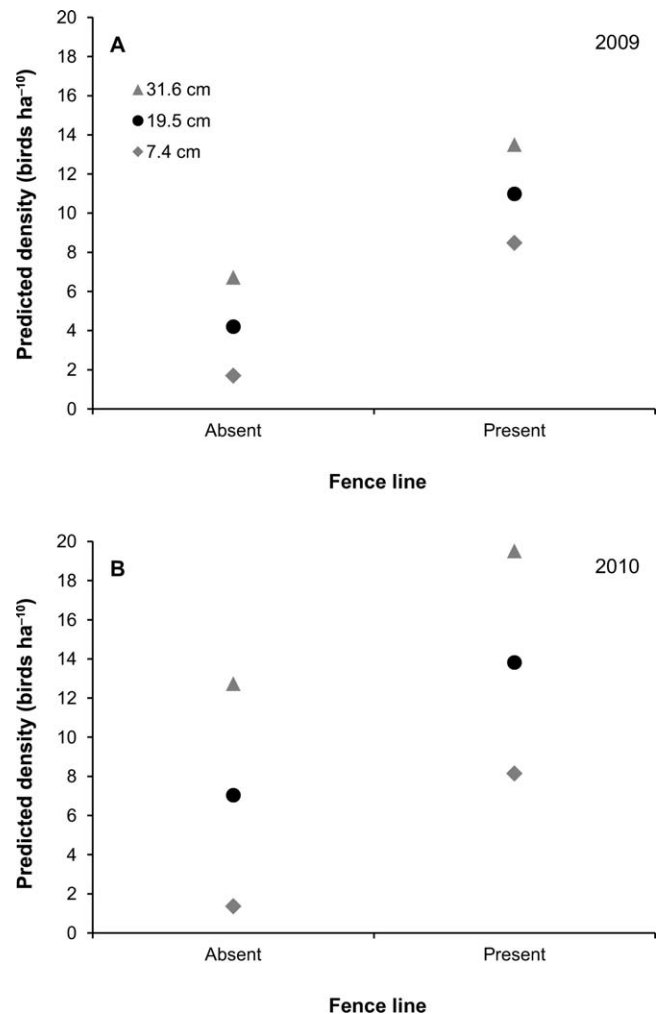 A
2009
31.6 cm
19.5 cm
7.4 cm
Predicted density (birds ha⁻¹⁰)
20
18
16
14
12
10
8
6
4
2
0
Absent Present
Fence line
B
2010
Predicted density (birds ha⁻¹⁰)
20
18
16
14
12
10
8
6
4
2
0
Absent Present
Fence line